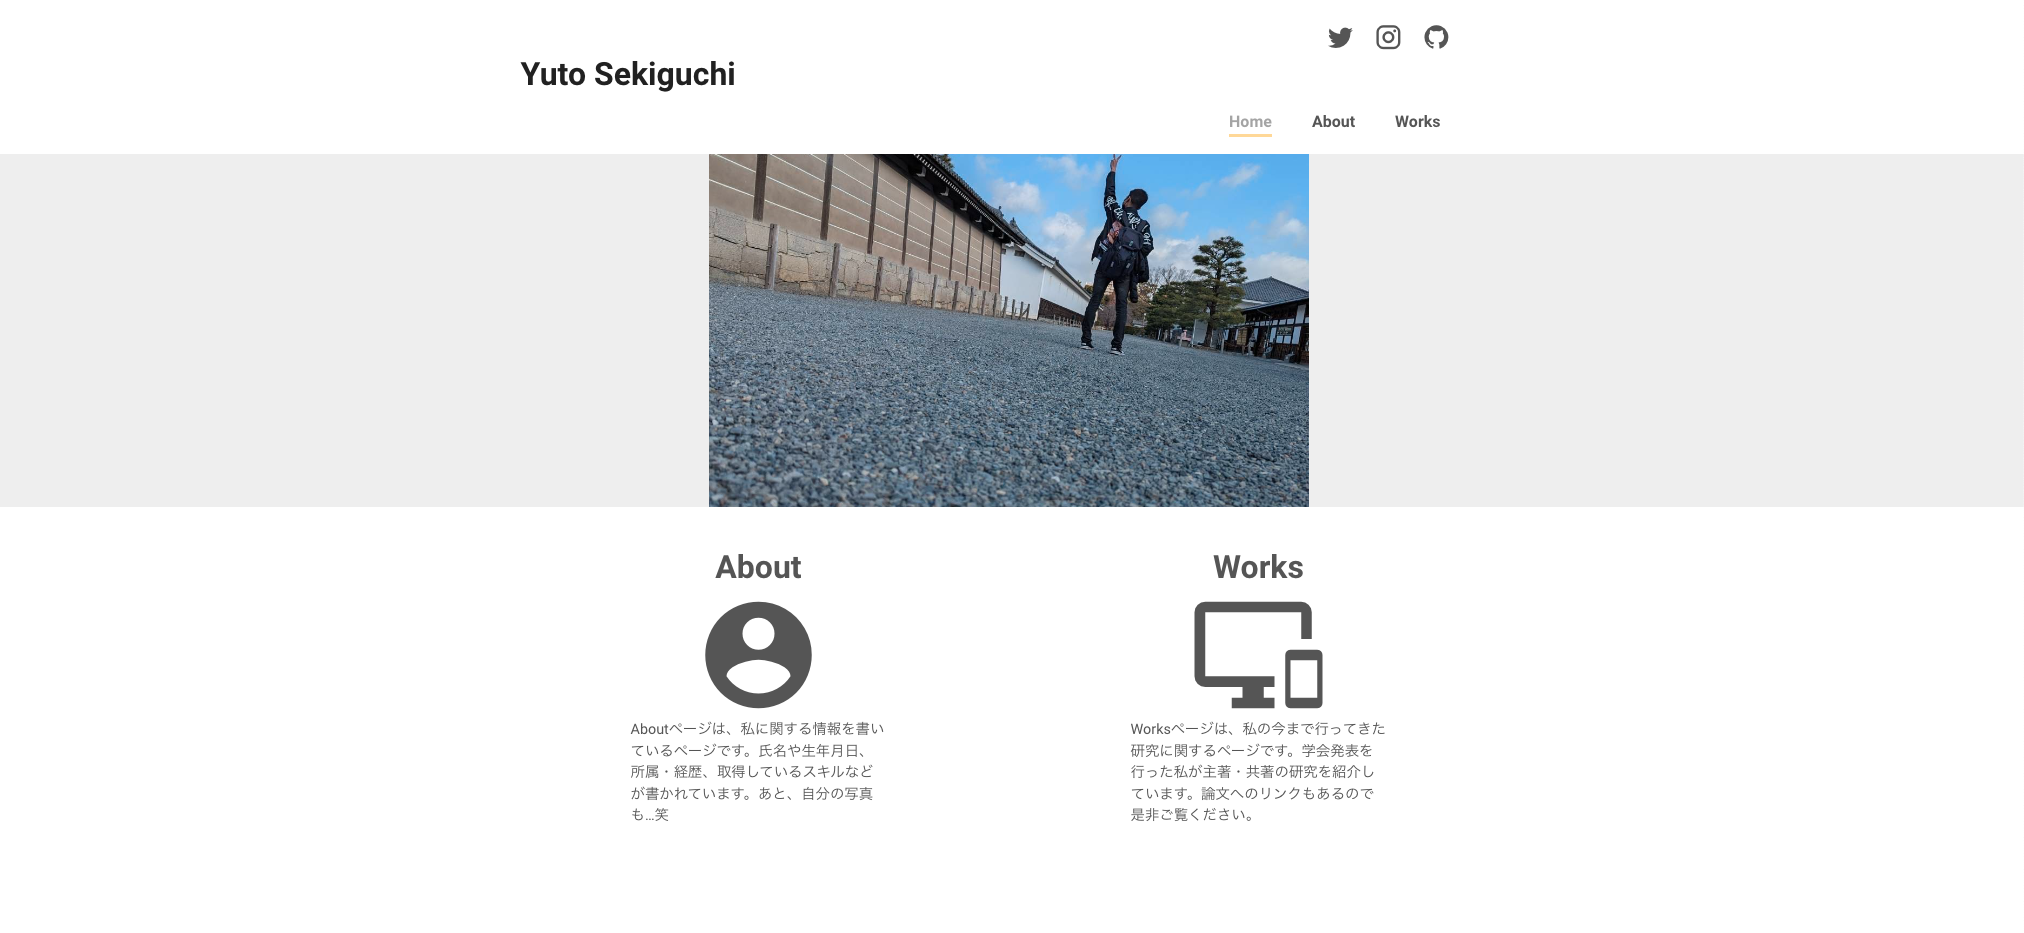 Yuto Sekiguchi
Home About Works
About
Aboutページは、私に関する情報を書い
ているページです。氏名や生年月日、
所属・経歴、取得しているスキルなど
が書かれています。あと、自分の写真
も...笑
Works
Worksページは、私の今まで行ってきた
研究に関するページです。学会発表を
行った私が主著・共著の研究を紹介し
ています。論文へのリンクもあるので
是非ご覧ください。